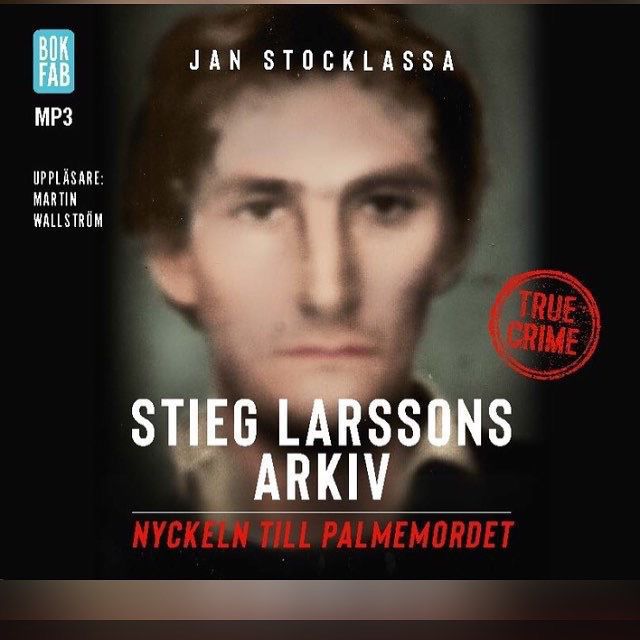 BOK
FAB
JAN STOCKLASSA
MP3
UPPLÄSARE:
MARTIN
WALLSTRÖM
TRUE
CRIME
STIEG LARSSONS
ARKIV
NYCKELN TILL PALMEMORDET